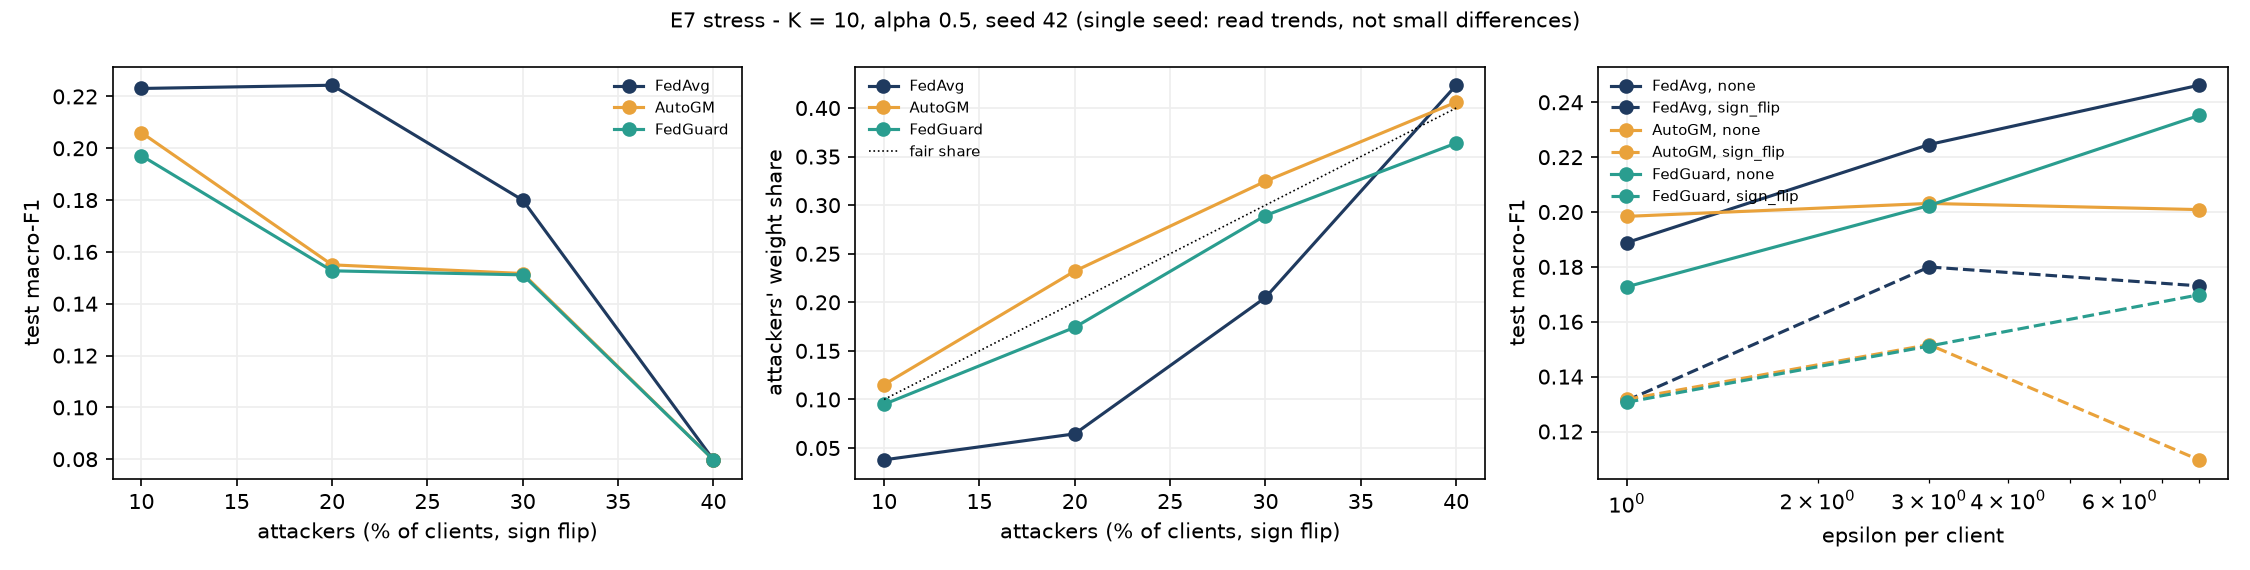 E7 stress - K = 10, alpha 0.5, seed 42 (single seed: read trends, not small differences)
test macro-F1
0.22
0.20
0.18
0.16
0.14
0.12
0.10
0.08
FedAvg
AutoGM
FedGuard
10 15 20 25 30 35 40
attackers (% of clients, sign flip)
attackers' weight share
0.40
0.35
0.30
0.25
0.20
0.15
0.10
0.05
FedAvg
AutoGM
FedGuard
fair share
10 15 20 25 30 35 40
attackers (% of clients, sign flip)
test macro-F1
0.24
0.22
0.20
0.18
0.16
0.14
0.12
FedAvg, none
FedAvg, sign_flip
AutoGM, none
AutoGM, sign_flip
FedGuard, none
FedGuard, sign_flip
10⁰ 2 × 10⁰ 3 × 10⁰ 4 × 10⁰ 6 × 10⁰
epsilon per client